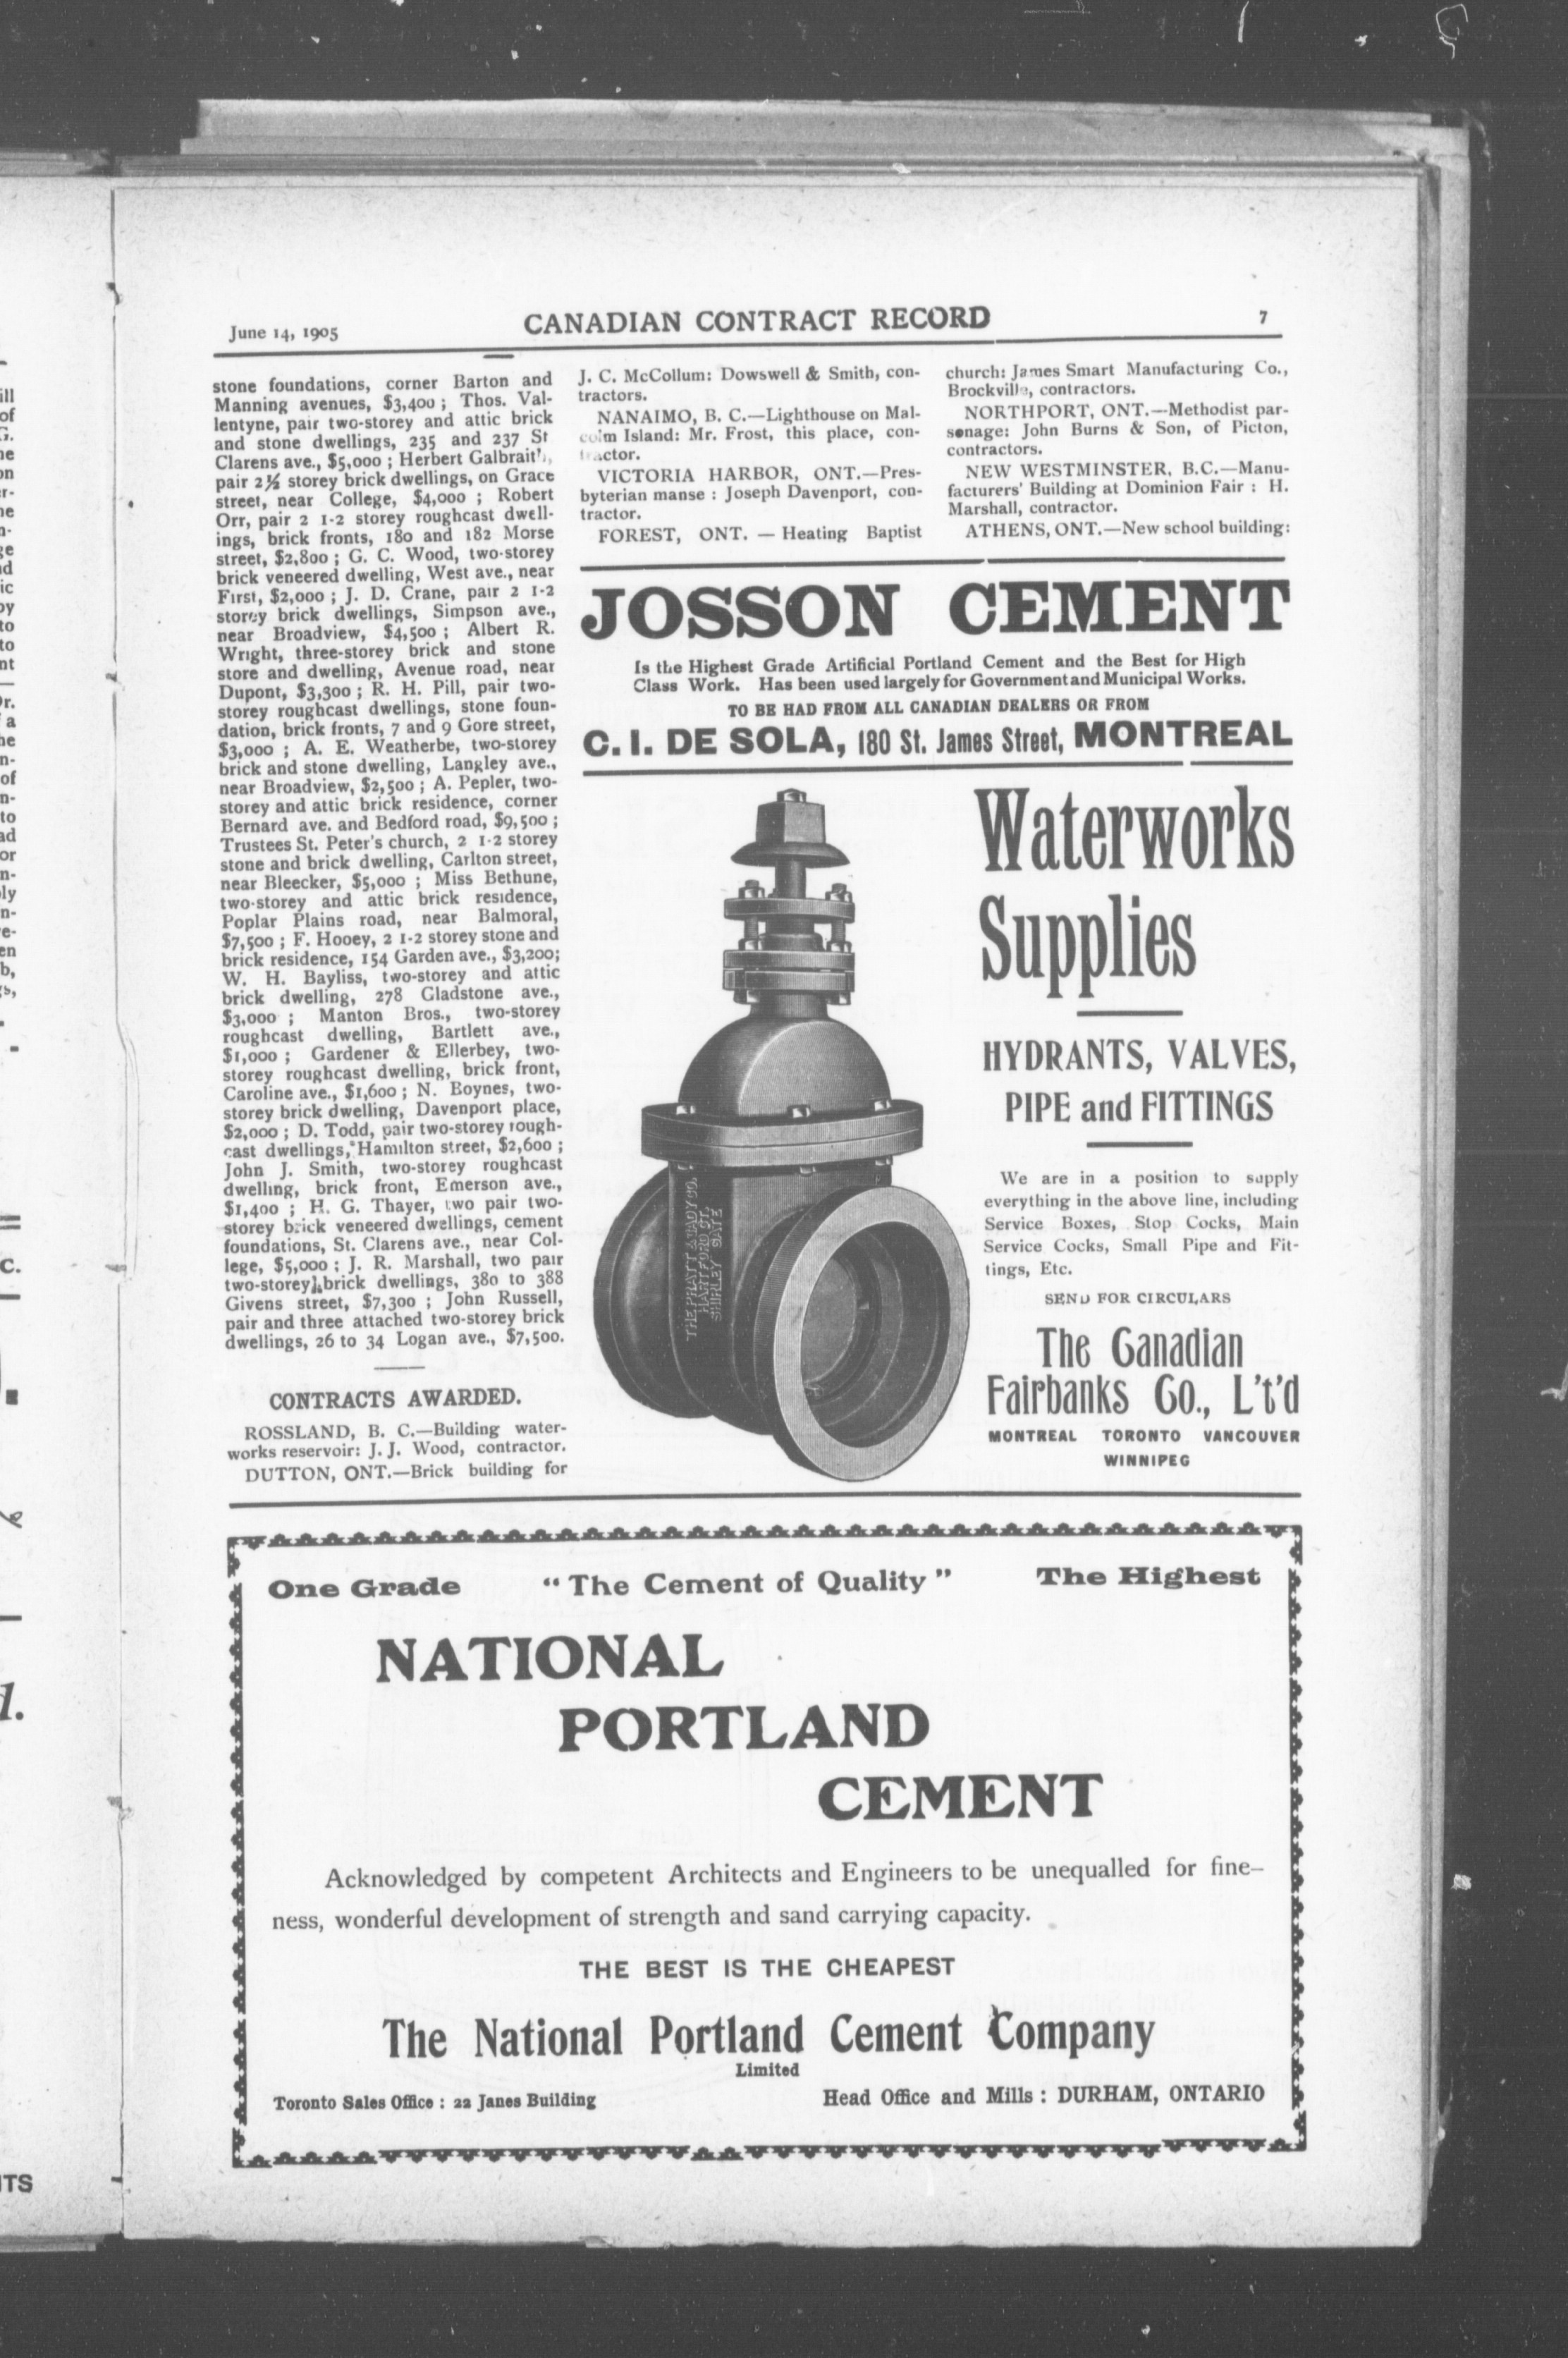 June 14, 1905
CANADIAN CONTRACT RECORD
7
stone foundations, corner Barton and
Manning avenues, $3,400 ; Thos. Val-
lentyne, pair two-storey and attic brick
and stone dwellings, 235 and 237 St
Clarens ave., $5,000 ; Herbert Galbraith,
pair 2½ storey brick dwellings, on Grace
street, near College, $4,000 ; Robert
Orr, pair 2 1-2 storey roughcast dwell-
ings, brick fronts, 180 and 182 Morse
street, $2,800 ; G. C. Wood, two-storey
brick veneered dwelling, West ave., near
First, $2,000 ; J. D. Crane, pair 2 1-2
storey brick dwellings, Simpson ave.,
near Broadview, $4,500 ; Albert R.
Wright, three-storey brick and stone
store and dwelling, Avenue road, near
Dupont, $3,300 ; R. H. Pill, pair two-
storey roughcast dwellings, stone foun-
dation, brick fronts, 7 and 9 Gore street,
$3,000 ; A. E. Weatherbe, two-storey
brick and stone dwelling, Langley ave.,
near Broadview, $2,500 ; A. Pepler, two-
storey and attic brick residence, corner
Bernard ave. and Bedford road, $9,500 ;
Trustees St. Peter's church, 2 1-2 storey
stone and brick dwelling, Carlton street,
near Bleecker, $5,000 ; Miss Bethune,
two-storey and attic brick residence,
Poplar Plains road, near Balmoral,
$7,500 ; F. Hooey, 2 1-2 storey stone and
brick residence, 154 Garden ave., $3,200;
W. H. Bayliss, two-storey and attic
brick dwelling, 278 Gladstone ave.,
$3,000 ; Manton Bros., two-storey
roughcast dwelling, Bartlett ave.,
$1,000 ; Gardener & Ellerbey, two-
storey roughcast dwelling, brick front,
Caroline ave., $1,600 ; N. Boynes, two-
storey brick dwelling, Davenport place,
$2,000 ; D. Todd, pair two-storey rough-
cast dwellings, Hamilton street, $2,600 ;
John J. Smith, two-storey roughcast
dwelling, brick front, Emerson ave.,
$1,400 ; H. G. Thayer, two pair two-
storey brick veneered dwellings, cement
foundations, St. Clarens ave., near Col-
lege, $5,000 ; J. R. Marshall, two pair
two-storey brick dwellings, 380 to 388
Givens street, $7,300 ; John Russell,
pair and three attached two-storey brick
dwellings, 26 to 34 Logan ave., $7,500.
CONTRACTS AWARDED.
ROSSLAND, B. C.—Building water-
works reservoir: J. J. Wood, contractor.
DUTTON, ONT.—Brick building for
J. C. McCollum: Dowswell & Smith, con-
tractors.
NANAIMO, B. C.—Lighthouse on Mal-
colm Island: Mr. Frost, this place, con-
tractor.
VICTORIA HARBOR, ONT.—Pres-
byterian manse : Joseph Davenport, con-
tractor.
FOREST, ONT. — Heating Baptist
church: James Smart Manufacturing Co.,
Brockville, contractors.
NORTHPORT, ONT.—Methodist par-
sonage: John Burns & Son, of Picton,
contractors.
NEW WESTMINSTER, B.C.—Manu-
facturers' Building at Dominion Fair : H.
Marshall, contractor.
ATHENS, ONT.—New school building:
JOSSON CEMENT
Is the Highest Grade Artificial Portland Cement and the Best for High
Class Work. Has been used largely for Government and Municipal Works.
TO BE HAD FROM ALL CANADIAN DEALERS OR FROM
C. I. DE SOLA, 180 St. James Street, MONTREAL
THE PRATT & CADY CO.
HARTFORD CT.
Waterworks
Supplies
HYDRANTS, VALVES,
PIPE and FITTINGS
We are in a position to supply
everything in the above line, including
Service Boxes, Stop Cocks, Main
Service Cocks, Small Pipe and Fit-
tings, Etc.
SEND FOR CIRCULARS
The Canadian
Fairbanks Co., L't'd
MONTREAL TORONTO VANCOUVER
WINNIPEG
One Grade "The Cement of Quality" The Highest
NATIONAL
PORTLAND
CEMENT
Acknowledged by competent Architects and Engineers to be unequalled for fine-
ness, wonderful development of strength and sand carrying capacity.
THE BEST IS THE CHEAPEST
The National Portland Cement Company
Limited
Toronto Sales Office : 22 Janes Building
Head Office and Mills : DURHAM, ONTARIO